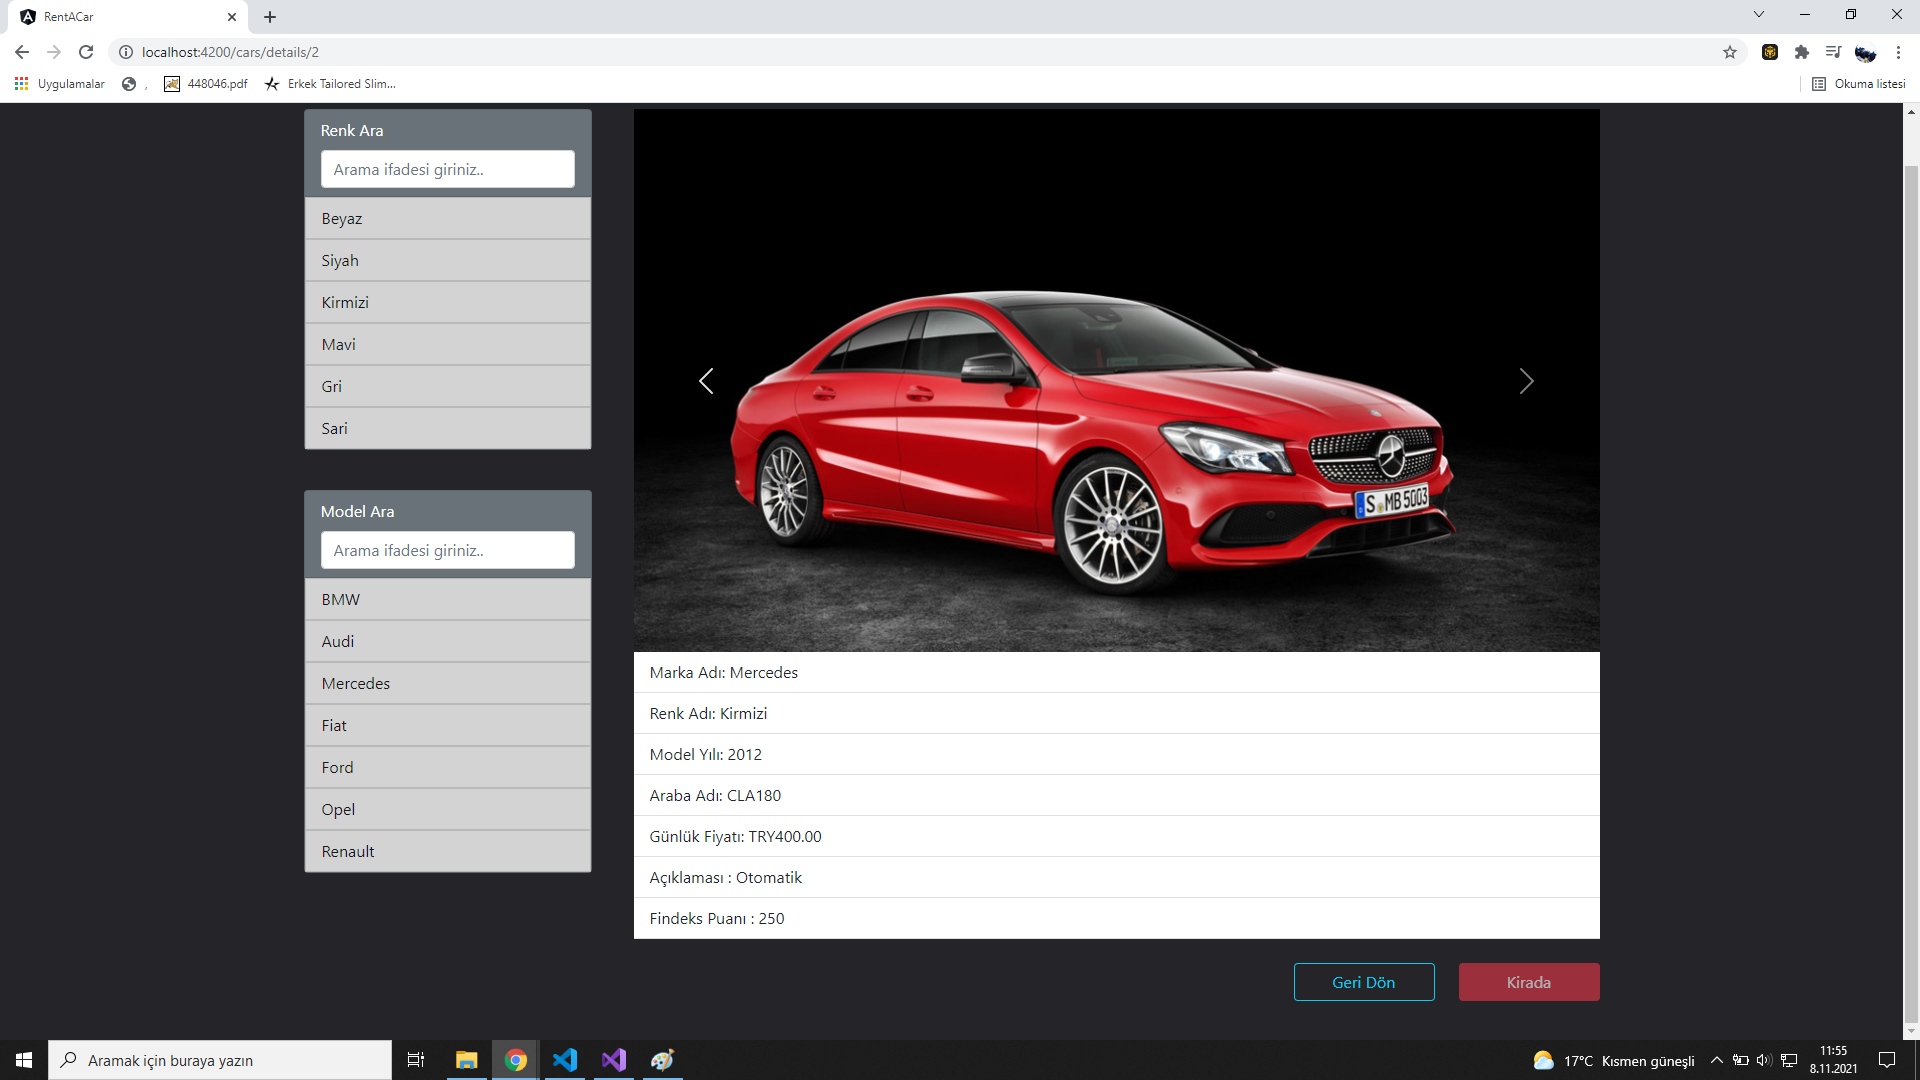 RentACar
localhost:4200/cars/details/2
Uygulamalar
,
448046.pdf
Erkek Tailored Slim...
Okuma listesi
Renk Ara
Arama ifadesi giriniz..
Beyaz
Siyah
Kirmizi
Mavi
Gri
Sari
Model Ara
Arama ifadesi giriniz..
BMW
Audi
Mercedes
Fiat
Ford
Opel
Renault
S MB 5003
Marka Adı: Mercedes
Renk Adı: Kirmizi
Model Yılı: 2012
Araba Adı: CLA180
Günlük Fiyatı: TRY400.00
Açıklaması : Otomatik
Findeks Puanı : 250
Geri Dön
Kirada
Aramak için buraya yazın
17°C Kısmen güneşli
11:55
8.11.2021